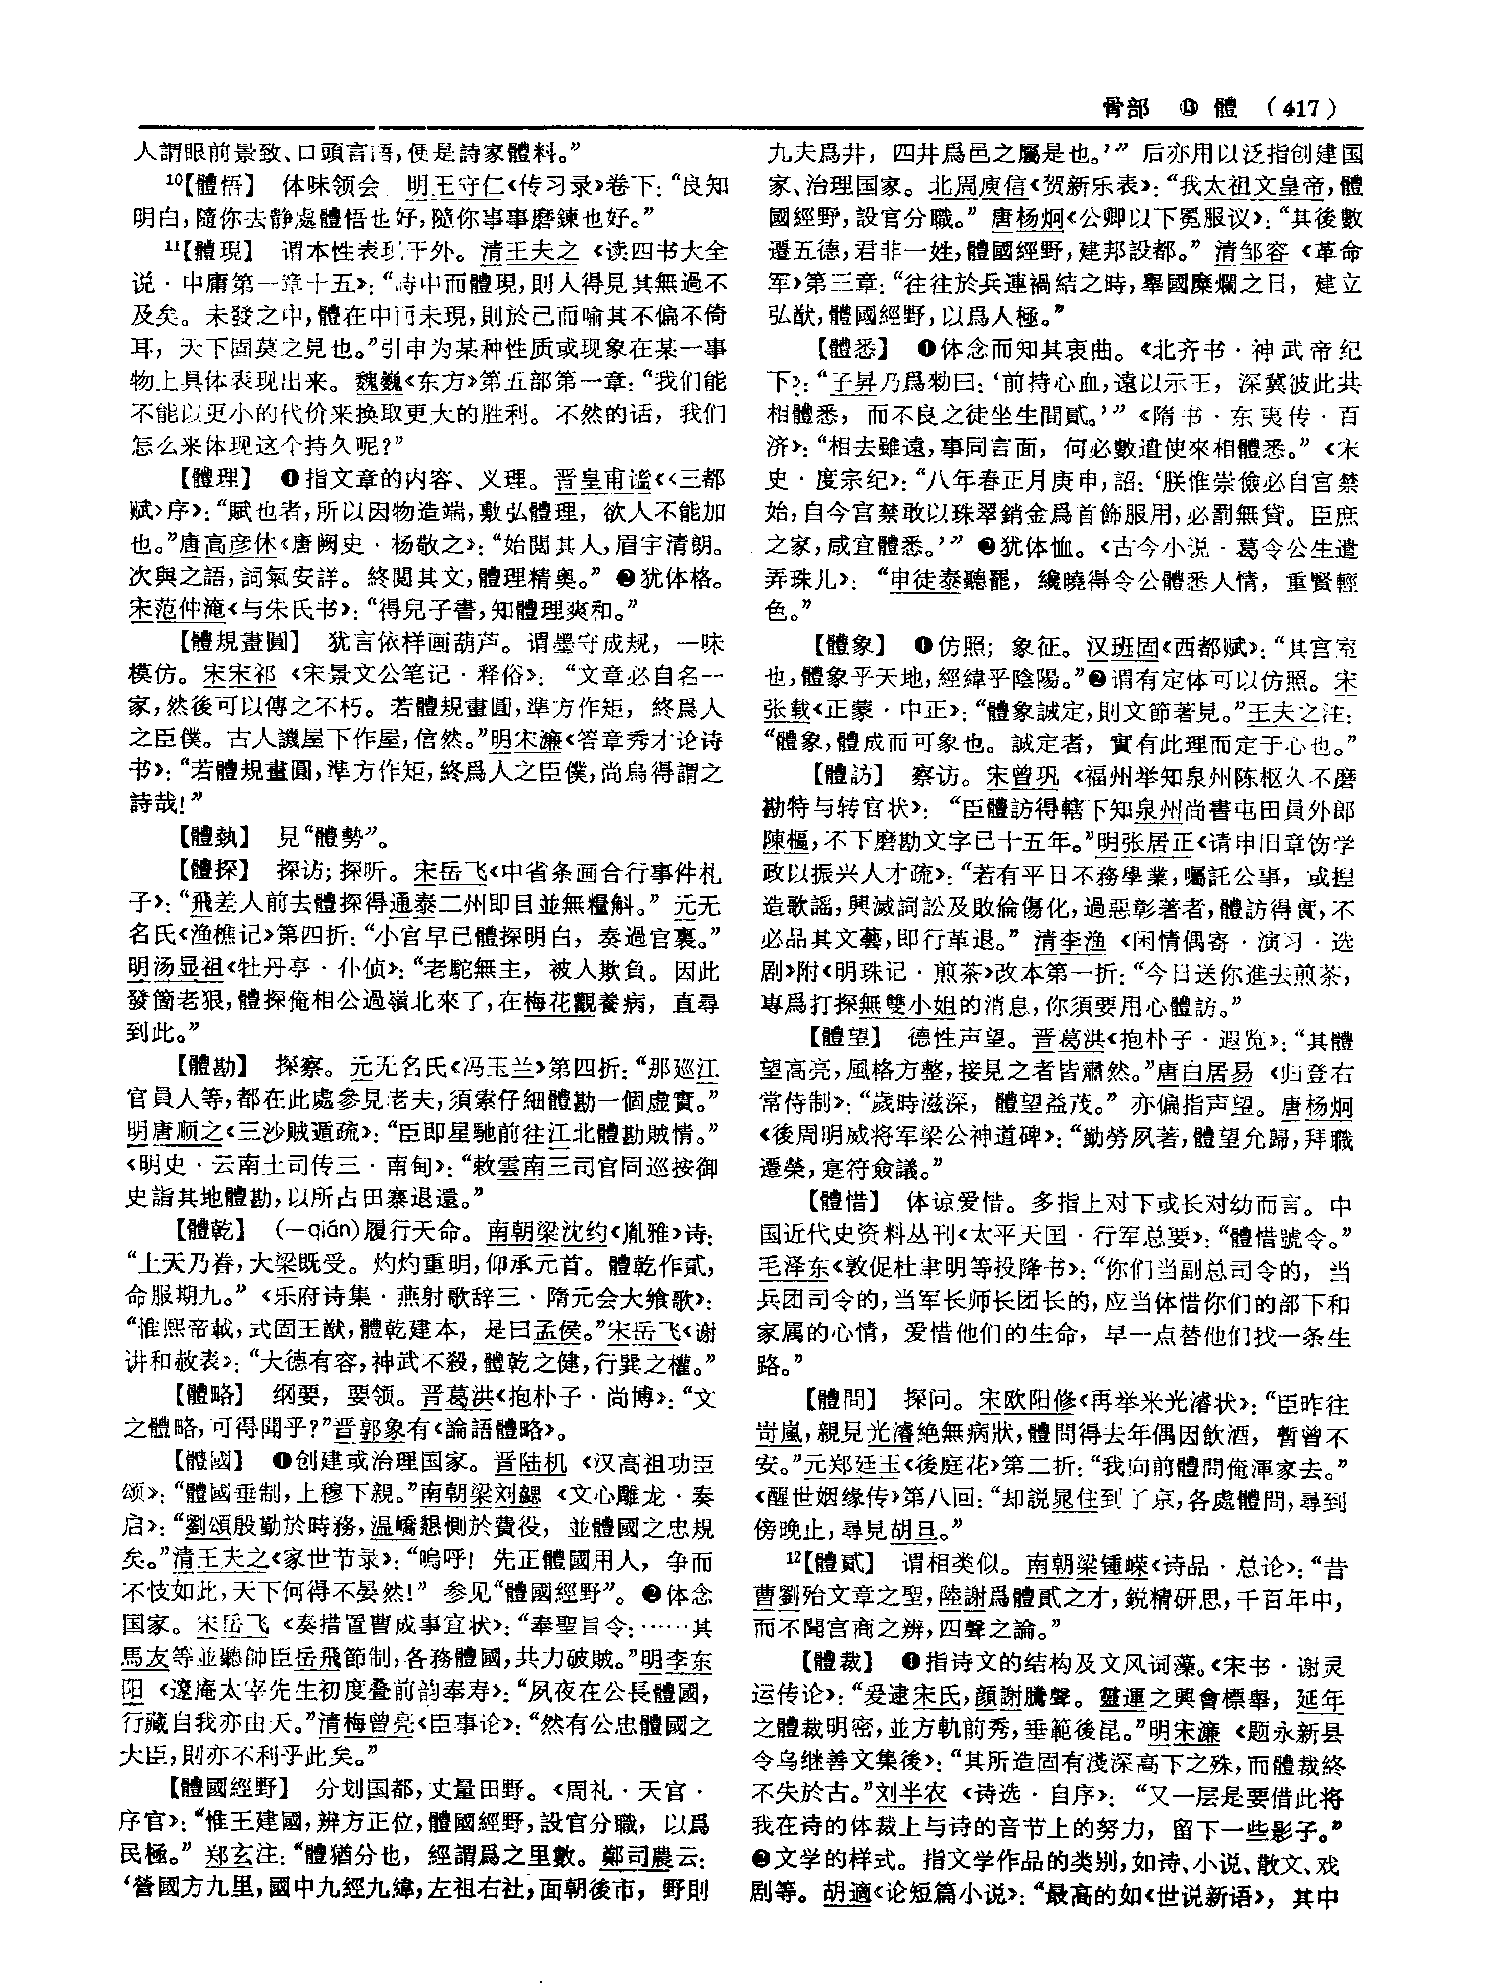 骨部 ⑬ 體 (417)
人謂眼前景致、口頭言語,便是詩家體料。”
10【體悟】 体味领会 明王守仁《传习录》卷下:“良知
明白,隨你去靜處體悟也好,隨你事事磨鍊也好。”
11【體現】 谓本性表现于外。清王夫之《读四书大全
说·中庸第一章十五》:“時中而體現,則人得見其無過不
及矣。未發之中,體在中而未現,則於己而喻其不偏不倚
耳,天下固莫之見也。”引申为某种性质或现象在某一事
物上具体表现出来。魏巍《东方》第五部第一章:“我们能
不能以更小的代价来换取更大的胜利。不然的话,我们
怎么来体现这个持久呢?”
【體理】 ❶指文章的内容、义理。晋皇甫谧《〈三都
赋〉序》:“賦也者,所以因物造端,敷弘體理,欲人不能加
也。”唐高彦休《唐阙史·杨敬之》:“始閲其人,眉宇清朗。
次與之語,詞氣安詳。終閲其文,體理精奥。” ❷犹体格。
宋范仲淹《与朱氏书》:“得兒子書,知體理爽和。”
【體規畫圓】 犹言依样画葫芦。谓墨守成规,一味
模仿。宋宋祁《宋景文公笔记·释俗》:“文章必自名一
家,然後可以傳之不朽。若體規畫圓,準方作矩,終爲人
之臣僕。古人譏屋下作屋,信然。”明宋濂《答章秀才论诗
书》:“若體規畫圓,準方作矩,終爲人之臣僕,尚烏得謂之
詩哉!”
【體埶】 見“體勢”。
【體探】 探访;探听。宋岳飞《中省条画合行事件札
子》:“飛差人前去體探得通泰二州即目並無糧斛。” 元无
名氏《渔樵记》第四折:“小官早已體探明白,奏過官裏。”
明汤显祖《牡丹亭·仆侦》:“老駝無主,被人欺負。因此
發箇老狠,體探俺相公過嶺北來了,在梅花觀養病,直尋
到此。”
【體勘】 探察。元无名氏《冯玉兰》第四折:“那巡江
官員人等,都在此處參見老夫,須索仔細體勘一個虚實。”
明唐顺之《三沙贼遁疏》:“臣即星馳前往江北體勘賊情。”
《明史·云南土司传三·南甸》:“敕雲南三司官同巡按御
史詣其地體勘,以所占田寨退還。”
【體乾】 (—qián)履行天命。南朝梁沈约《胤雅》诗:
“上天乃眷,大梁既受。灼灼重明,仰承元首。體乾作貳,
命服期九。”《乐府诗集·燕射歌辞三·隋元会大飨歌》:
“惟熙帝載,式固王猷,體乾建本,是曰孟侯。”宋岳飞《谢
讲和赦表》:“大德有容,神武不殺,體乾之健,行巽之權。”
【體略】 纲要,要领。晋葛洪《抱朴子·尚博》:“文
之體略,可得聞乎?”晋郭象有《論語體略》。
【體國】 ❶创建或治理国家。晋陆机《汉高祖功臣
颂》:“體國垂制,上穆下親。”南朝梁刘勰《文心雕龙·奏
启》:“劉頌殷勤於時務,温嶠懇惻於費役,並體國之忠規
矣。”清王夫之《家世节录》:“嗚呼!先正體國用人,争而
不忮如此,天下何得不晏然!” 参见“體國經野”。❷体念
国家。宋岳飞《奏措置曹成事宜状》:“奉聖旨令:……其
馬友等並聽帥臣岳飛節制,各務體國,共力破賊。”明李东
阳《邃庵太宰先生初度叠前韵奉寿》:“夙夜在公長體國,
行藏自我亦由天。”清梅曾亮《臣事论》:“然有公忠體國之
大臣,則亦不利乎此矣。”
【體國經野】 分划国都,丈量田野。《周礼·天官·
序官》:“惟王建國,辨方正位,體國經野,設官分職,以爲
民極。” 郑玄注:“體猶分也,經謂爲之里數。鄭司農云:
‘營國方九里,國中九經九緯,左祖右社,面朝後市,野則
九夫爲井,四井爲邑之屬是也。’” 后亦用以泛指创建国
家、治理国家。北周庾信《贺新乐表》:“我太祖文皇帝,體
國經野,設官分職。” 唐杨炯《公卿以下冕服议》:“其後數
遷五德,君非一姓,體國經野,建邦設都。” 清邹容《革命
军》第三章:“往往於兵連禍結之時,舉國糜爛之日,建立
弘猷,體國經野,以爲人極。”
【體悉】 ❶体念而知其衷曲。《北齐书·神武帝纪
下》:“子昇乃爲勑曰:‘前持心血,遠以示王,深冀彼此共
相體悉,而不良之徒坐生間貳。’”《隋书·东夷传·百
济》:“相去雖遠,事同言面,何必數遣使來相體悉。”《宋
史·度宗纪》:“八年春正月庚申,詔:‘朕惟崇儉必自宫禁
始,自今宫禁敢以珠翠銷金爲首飾服用,必罰無貸。臣庶
之家,咸宜體悉。’” ❷犹体恤。《古今小说·葛令公生遣
弄珠儿》:“申徒泰聽罷,纔曉得令公體悉人情,重賢輕
色。”
【體象】 ❶仿照;象征。汉班固《西都赋》:“其宫室
也,體象乎天地,經緯乎陰陽。”❷谓有定体可以仿照。宋
张载《正蒙·中正》:“體象誠定,則文節著見。”王夫之注:
“體象,體成而可象也。誠定者,實有此理而定于心也。”
【體訪】 察访。宋曾巩《福州举知泉州陈枢久不磨
勘特与转官状》:“臣體訪得轄下知泉州尚書屯田員外郎
陳樞,不下磨勘文字已十五年。”明张居正《请申旧章饬学
政以振兴人才疏》:“若有平日不務學業,囑託公事,或捏
造歌謡,興滅詞訟及敗倫傷化,過惡彰著者,體訪得實,不
必品其文藝,即行革退。” 清李渔《闲情偶寄·演习·选
剧》附《明珠记·煎茶》改本第一折:“今日送你進去煎茶,
專爲打探無雙小姐的消息,你須要用心體訪。”
【體望】 德性声望。晋葛洪《抱朴子·遐览》:“其體
望高亮,風格方整,接見之者皆肅然。”唐白居易《归登右
常侍制》:“歲時滋深,體望益茂。” 亦偏指声望。唐杨炯
《後周明威将军梁公神道碑》:“勤勞夙著,體望允歸,拜職
遷榮,寔符僉議。”
【體惜】 体谅爱惜。多指上对下或长对幼而言。中
国近代史资料丛刊《太平天国·行军总要》:“體惜號令。”
毛泽东《敦促杜聿明等投降书》:“你们当副总司令的,当
兵团司令的,当军长师长团长的,应当体惜你们的部下和
家属的心情,爱惜他们的生命,早一点替他们找一条生
路。”
【體問】 探问。宋欧阳修《再举米光濬状》:“臣昨往
岢嵐,親見光濬絶無病狀,體問得去年偶因飲酒,暫曾不
安。”元郑廷玉《後庭花》第二折:“我向前體問俺渾家去。”
《醒世姻缘传》第八回:“却説晁住到了京,各處體問,尋到
傍晚止,尋見胡旦。”
12【體貳】 谓相类似。南朝梁锺嵘《诗品·总论》:“昔
曹劉殆文章之聖,陸謝爲體貳之才,鋭精研思,千百年中,
而不聞宫商之辨,四聲之論。”
【體裁】 ❶指诗文的结构及文风词藻。《宋书·谢灵
运传论》:“爰逮宋氏,顔謝騰聲。靈運之興會標舉,延年
之體裁明密,並方軌前秀,垂範後昆。”明宋濂《题永新县
令乌继善文集後》:“其所造固有淺深高下之殊,而體裁終
不失於古。”刘半农《诗选·自序》:“又一层是要借此将
我在诗的体裁上与诗的音节上的努力,留下一些影子。”
❷文学的样式。指文学作品的类别,如诗、小说、散文、戏
剧等。胡適《论短篇小说》:“最高的如《世说新语》,其中